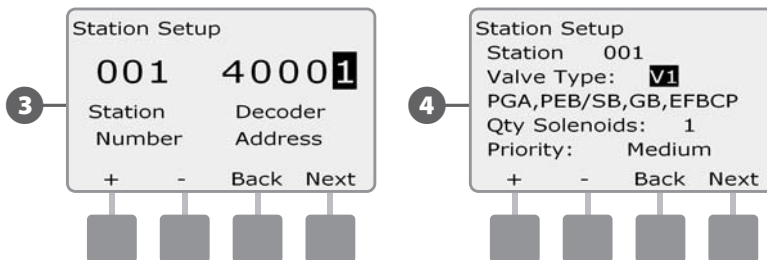 3
Station Setup
001 40001
Station Decoder
Number Address
+ - Back Next
4
Station Setup
Station 001
Valve Type: V1
PGA,PEB/SB,GB,EFBCP
Qty Solenoids: 1
Priority: Medium
+ - Back Next